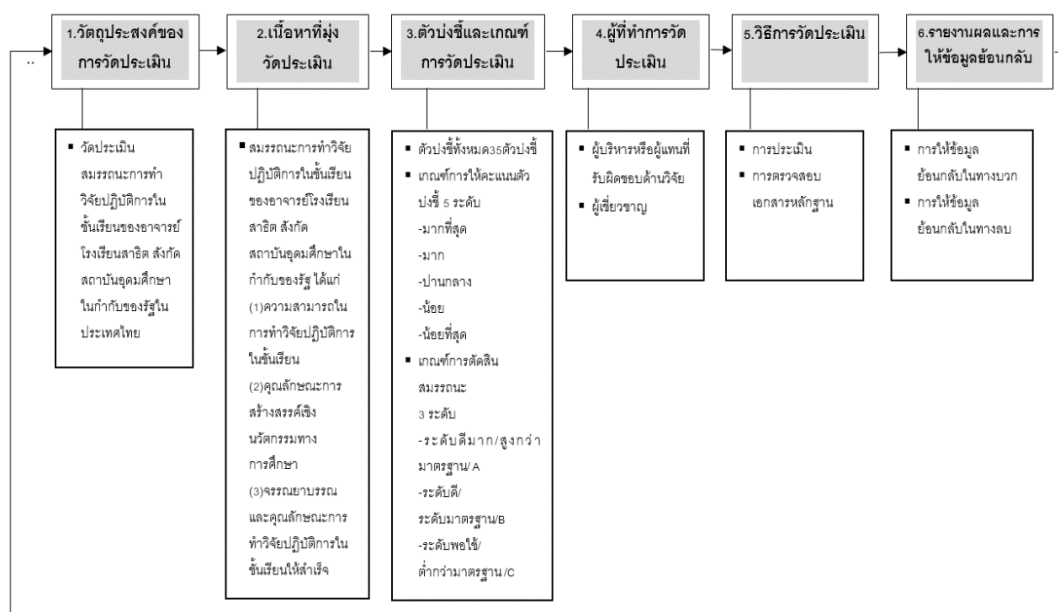 1.วัตถุประสงค์ของ
การวัดประเมิน
2.เนื้อหาที่มุ่ง
วัดประเมิน
3.ตัวบ่งชี้และเกณฑ์
การวัดประเมิน
4.ผู้ที่ทำการวัด
ประเมิน
5.วิธีการวัดประเมิน
6.รายงานผลและการ
ให้ข้อมูลย้อนกลับ
..
▪ วัดประเมิน
สมรรถนะการทำ
วิจัยปฏิบัติการใน
ชั้นเรียนของอาจารย์
โรงเรียนสาธิต สังกัด
สถาบันอุดมศึกษา
ในกำกับของรัฐใน
ประเทศไทย
▪ สมรรถนะการทำวิจัย
ปฏิบัติการในชั้นเรียน
ของอาจารย์โรงเรียน
สาธิต สังกัด
สถาบันอุดมศึกษาใน
กำกับของรัฐ ได้แก่
(1)ความสามารถใน
การทำวิจัยปฏิบัติการ
ในชั้นเรียน
(2)คุณลักษณะการ
สร้างสรรค์เชิง
นวัตกรรมทาง
การศึกษา
(3)จรรณยาบรรณ
และคุณลักษณะการ
ทำวิจัยปฏิบัติการใน
ชั้นเรียนให้สำเร็จ
▪ ตัวบ่งชี้ทั้งหมด35ตัวบ่งชี้
▪ เกณฑ์การให้คะแนนตัว
บ่งชี้ 5 ระดับ
-มากที่สุด
-มาก
-ปานกลาง
-น้อย
-น้อยที่สุด
▪ เกณฑ์การตัดสิน
สมรรถนะ
3 ระดับ
-ระดับดีมาก/สูงกว่า
มาตรฐาน/A
-ระดับดี/
ระดับมาตรฐาน/B
-ระดับพอใช้/
ต่ำกว่ามาตรฐาน/C
▪ ผู้บริหารหรือผู้แทนที่
รับผิดชอบด้านวิจัย
▪ ผู้เชี่ยวชาญ
▪ การประเมิน
▪ การตรวจสอบ
เอกสารหลักฐาน
▪ การให้ข้อมูล
ย้อนกลับในทางบวก
▪ การให้ข้อมูล
ย้อนกลับในทางลบ